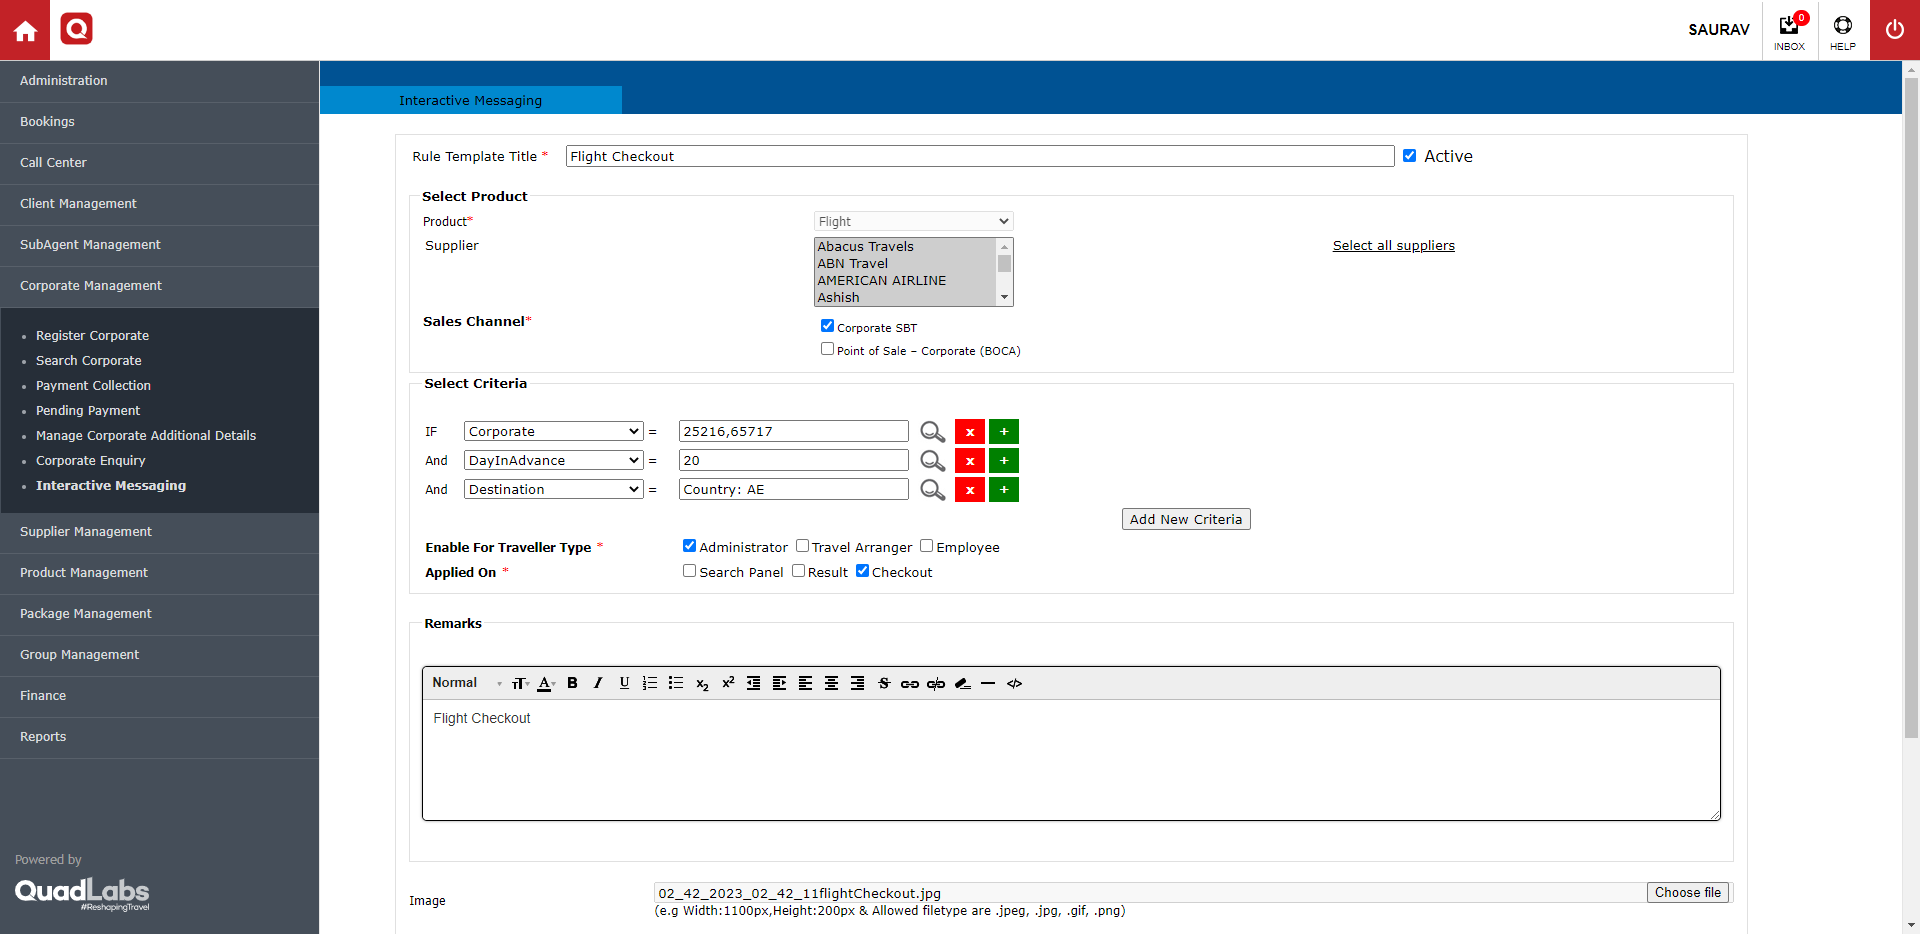 SAURAV
0
INBOX
HELP
Administration
Bookings
Call Center
Client Management
SubAgent Management
Corporate Management
Register Corporate
Search Corporate
Payment Collection
Pending Payment
Manage Corporate Additional Details
Corporate Enquiry
Interactive Messaging
Supplier Management
Product Management
Package Management
Group Management
Finance
Reports
Powered by
QuadLabs
#ReshapingTravel
Interactive Messaging
Rule Template Title * Flight Checkout Active
Select Product
Product* Flight
Supplier Abacus Travels Select all suppliers
ABN Travel
AMERICAN AIRLINE
Ashish
Sales Channel*
Corporate SBT
Point of Sale – Corporate (BOCA)
Select Criteria
IF Corporate = 25216,65717 x +
And DayInAdvance = 20 x +
And Destination = Country: AE x +
Add New Criteria
Enable For Traveller Type * Administrator Travel Arranger Employee
Applied On * Search Panel Result Checkout
Remarks
Normal TT A B I U x2 x² S </>
Flight Checkout
Image 02_42_2023_02_42_11flightCheckout.jpg Choose file
(e.g Width:1100px,Height:200px & Allowed filetype are .jpeg, .jpg, .gif, .png)